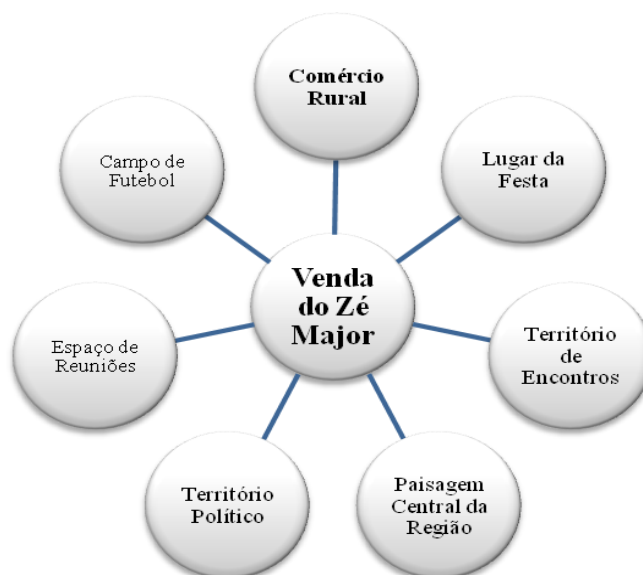 Comércio
Rural
Lugar da
Festa
Território
de
Encontros
Paisagem
Central da
Região
Território
Político
Espaço de
Reuniões
Campo de
Futebol
Venda
do Zé
Major